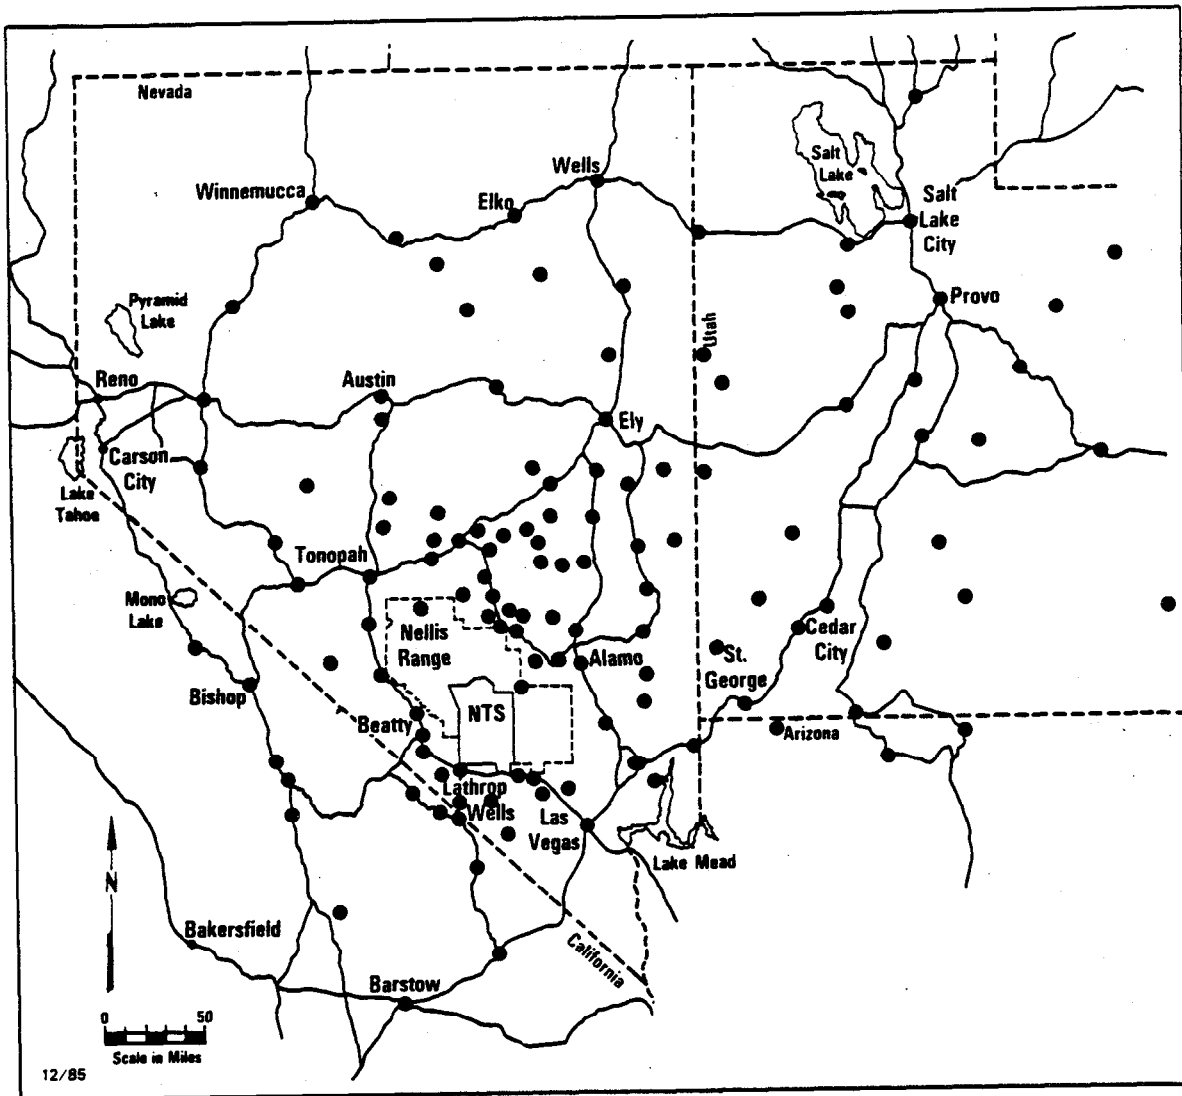 Nevada
Wells
Salt
Lake
Winnemucca
Elko
Salt
Lake
City
Pyramid
Lake
Provo
Utah
Reno
Austin
Ely
Carson
City
Lake
Tahoe
Tonopah
Mono
Lake
Nellis
Range
Cedar
City
Alamo
St.
George
Bishop
Beatty
NTS
Arizona
Lathrop
Wells
Las
Vegas
Lake Mead
N
Bakersfield
California
Barstow
0 50
Scale in Miles
12/85